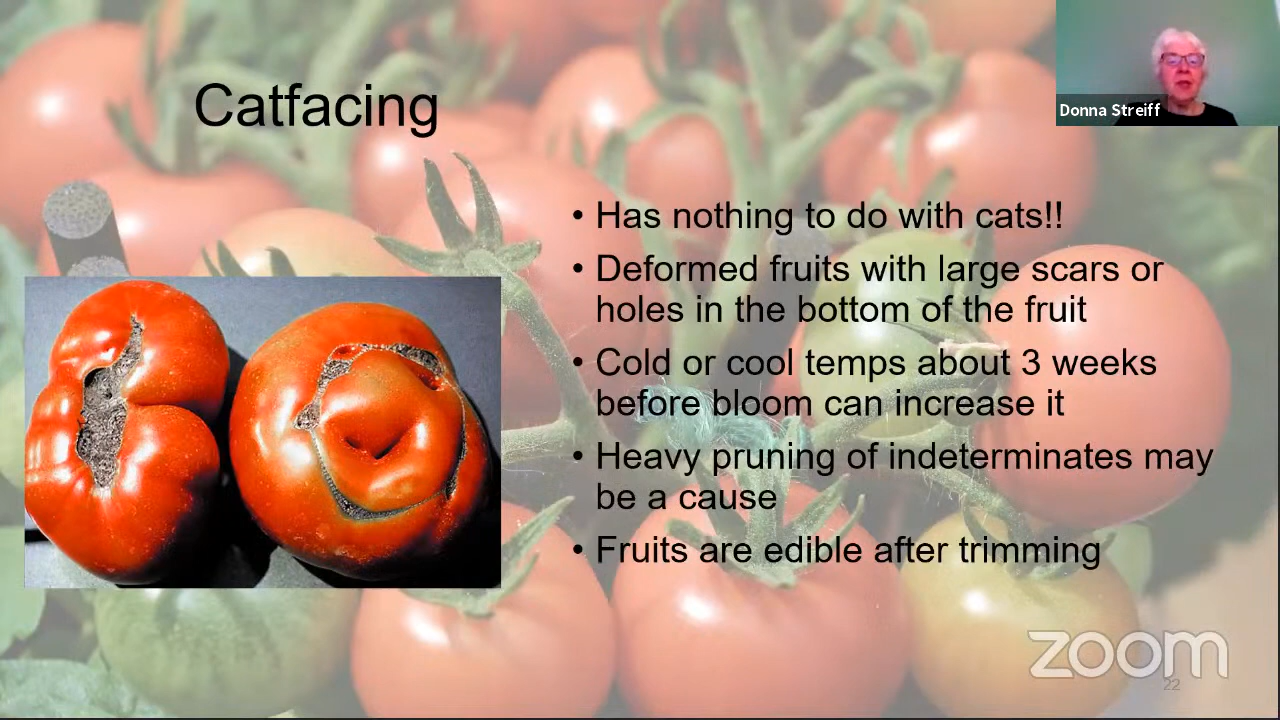 Catfacing
Donna Streiff
• Has nothing to do with cats!!
• Deformed fruits with large scars or
holes in the bottom of the fruit
• Cold or cool temps about 3 weeks
before bloom can increase it
• Heavy pruning of indeterminates may
be a cause
• Fruits are edible after trimming
zoom
22